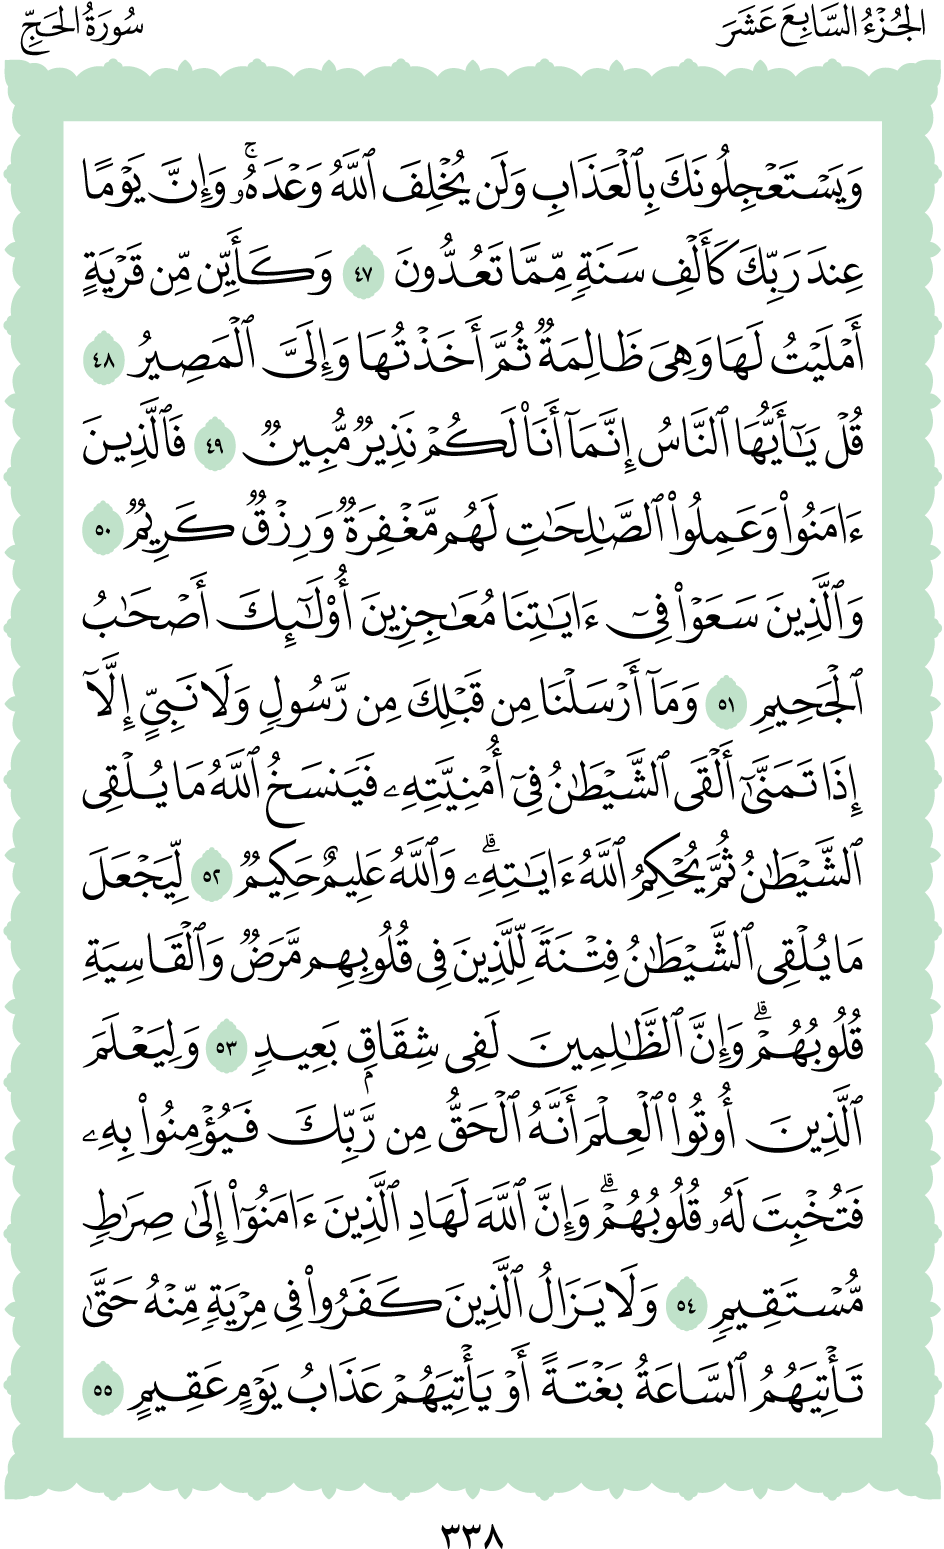 الجُزْءُ السَّابِعَ عَشَرَ
سُورَةُ الحَجِّ
وَيَسْتَعْجِلُونَكَ بِٱلْعَذَابِ وَلَن يُخْلِفَ ٱللَّهُ وَعْدَهُۥۚ وَإِنَّ يَوْمًا
عِندَ رَبِّكَ كَأَلْفِ سَنَةٍ مِّمَّا تَعُدُّونَ ٤٧ وَكَأَيِّن مِّن قَرْيَةٍ
أَمْلَيْتُ لَهَا وَهِىَ ظَالِمَةٌ ثُمَّ أَخَذْتُهَا وَإِلَىَّ ٱلْمَصِيرُ ٤٨
قُلْ يَٰٓأَيُّهَا ٱلنَّاسُ إِنَّمَآ أَنَا۠ لَكُمْ نَذِيرٌ مُّبِينٌ ٤٩ فَٱلَّذِينَ
ءَامَنُوا۟ وَعَمِلُوا۟ ٱلصَّٰلِحَٰتِ لَهُم مَّغْفِرَةٌ وَرِزْقٌ كَرِيمٌ ٥٠
وَٱلَّذِينَ سَعَوْا۟ فِىٓ ءَايَٰتِنَا مُعَٰجِزِينَ أُو۟لَٰٓئِكَ أَصْحَٰبُ
ٱلْجَحِيمِ ٥١ وَمَآ أَرْسَلْنَا مِن قَبْلِكَ مِن رَّسُولٍ وَلَا نَبِىٍّ إِلَّآ
إِذَا تَمَنَّىٰٓ أَلْقَى ٱلشَّيْطَٰنُ فِىٓ أُمْنِيَّتِهِۦ فَيَنسَخُ ٱللَّهُ مَا يُلْقِى
ٱلشَّيْطَٰنُ ثُمَّ يُحْكِمُ ٱللَّهُ ءَايَٰتِهِۦۗ وَٱللَّهُ عَلِيمٌ حَكِيمٌ ٥٢ لِّيَجْعَلَ
مَا يُلْقِى ٱلشَّيْطَٰنُ فِتْنَةً لِّلَّذِينَ فِى قُلُوبِهِم مَّرَضٌ وَٱلْقَاسِيَةِ
قُلُوبُهُمْۗ وَإِنَّ ٱلظَّٰلِمِينَ لَفِى شِقَاقٍۭ بَعِيدٍ ٥٣ وَلِيَعْلَمَ
ٱلَّذِينَ أُوتُوا۟ ٱلْعِلْمَ أَنَّهُ ٱلْحَقُّ مِن رَّبِّكَ فَيُؤْمِنُوا۟ بِهِۦ
فَتُخْبِتَ لَهُۥ قُلُوبُهُمْۗ وَإِنَّ ٱللَّهَ لَهَادِ ٱلَّذِينَ ءَامَنُوٓا۟ إِلَىٰ صِرَٰطٍ
مُّسْتَقِيمٍ ٥٤ وَلَا يَزَالُ ٱلَّذِينَ كَفَرُوا۟ فِى مِرْيَةٍ مِّنْهُ حَتَّىٰ
تَأْتِيَهُمُ ٱلسَّاعَةُ بَغْتَةً أَوْ يَأْتِيَهُمْ عَذَابُ يَوْمٍ عَقِيمٍ ٥٥
٣٣٨